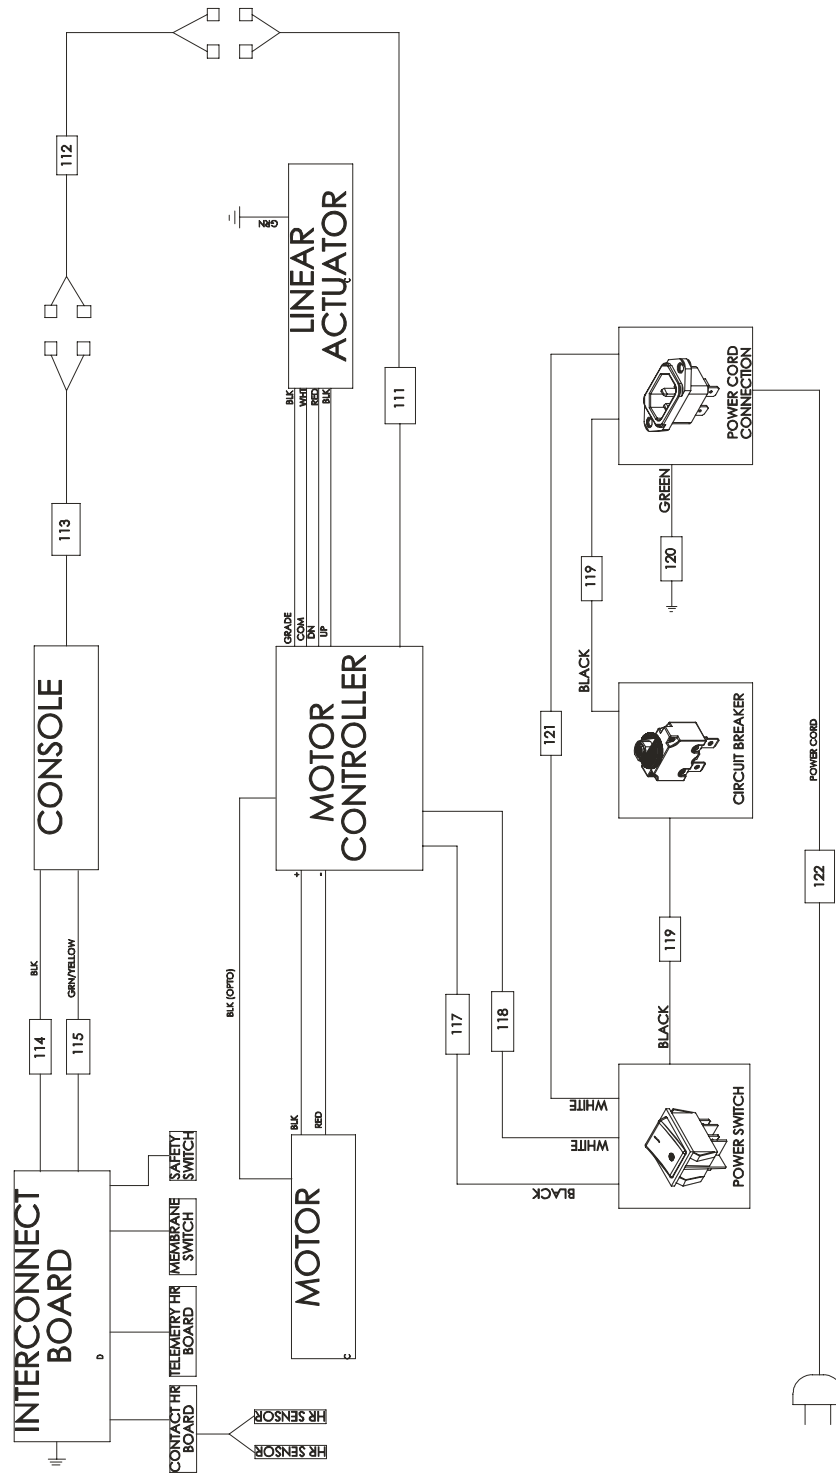 112
113
CONSOLE
BLK
GRN/YELLOW
114
115
INTERCONNECT
BOARD
D
SAFETY
SWITCH
MEMBRANE
SWITCH
TELEMETRY HR
BOARD
CONTACT HR
BOARD
HR SENSOR
HR SENSOR
GRN
LINEAR
ACTUATOR
C
BLK
WHT
RED
BLK
111
GRADE
COM
DN
UP
MOTOR
CONTROLLER
+
-
BLK (OPTO)
BLK
RED
MOTOR
C
117
118
BLACK
WHITE
WHITE
121
119
BLACK
GREEN
120
POWER CORD
CONNECTION
CIRCUIT BREAKER
119
BLACK
POWER SWITCH
POWER CORD
122